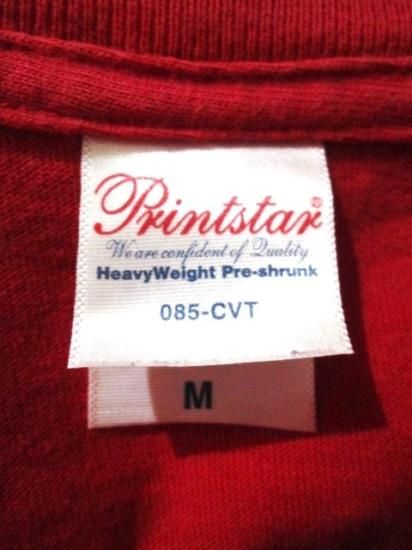 Printstar®
We are confident of Quality
HeavyWeight Pre-shrunk
085-CVT
M